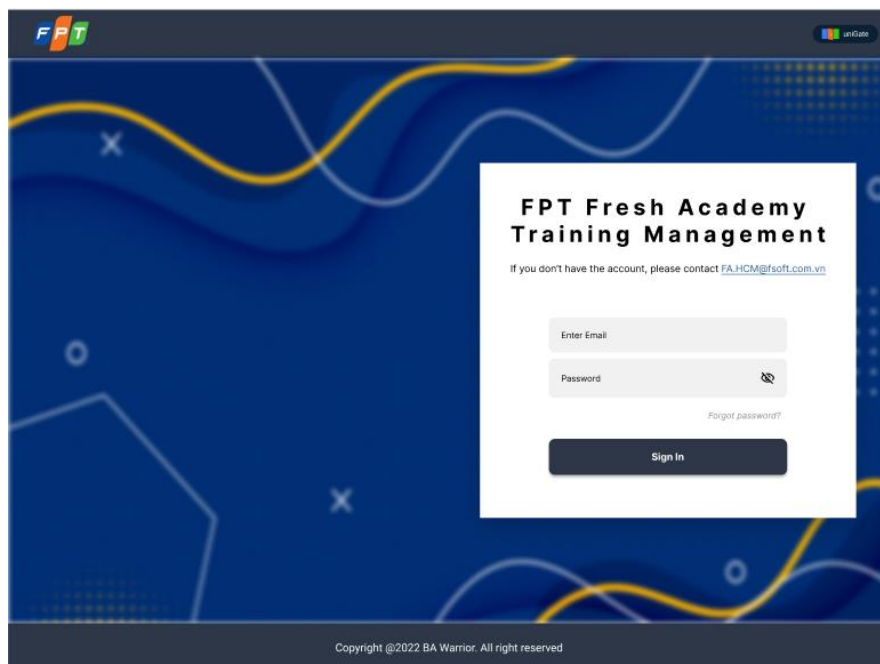 FPT
uniGate
FPT Fresh Academy
Training Management
If you don't have the account, please contact FA.HCM@fsoft.com.vn
Enter Email
Password
Forgot password?
Sign In
Copyright @2022 BA Warrior. All right reserved